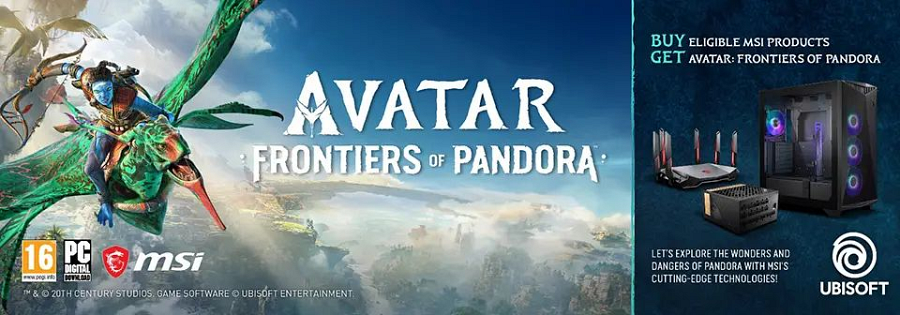 AVATAR
FRONTIERS OF PANDORA™
16
www.pegi.info
PC
DIGITAL
DOWNLOAD
msi
™ & © 20TH CENTURY STUDIOS. GAME SOFTWARE © UBISOFT ENTERTAINMENT.
BUY ELIGIBLE MSI PRODUCTS
GET AVATAR: FRONTIERS OF PANDORA
LET'S EXPLORE THE WONDERS AND
DANGERS OF PANDORA WITH MSI'S
CUTTING-EDGE TECHNOLOGIES!
UBISOFT